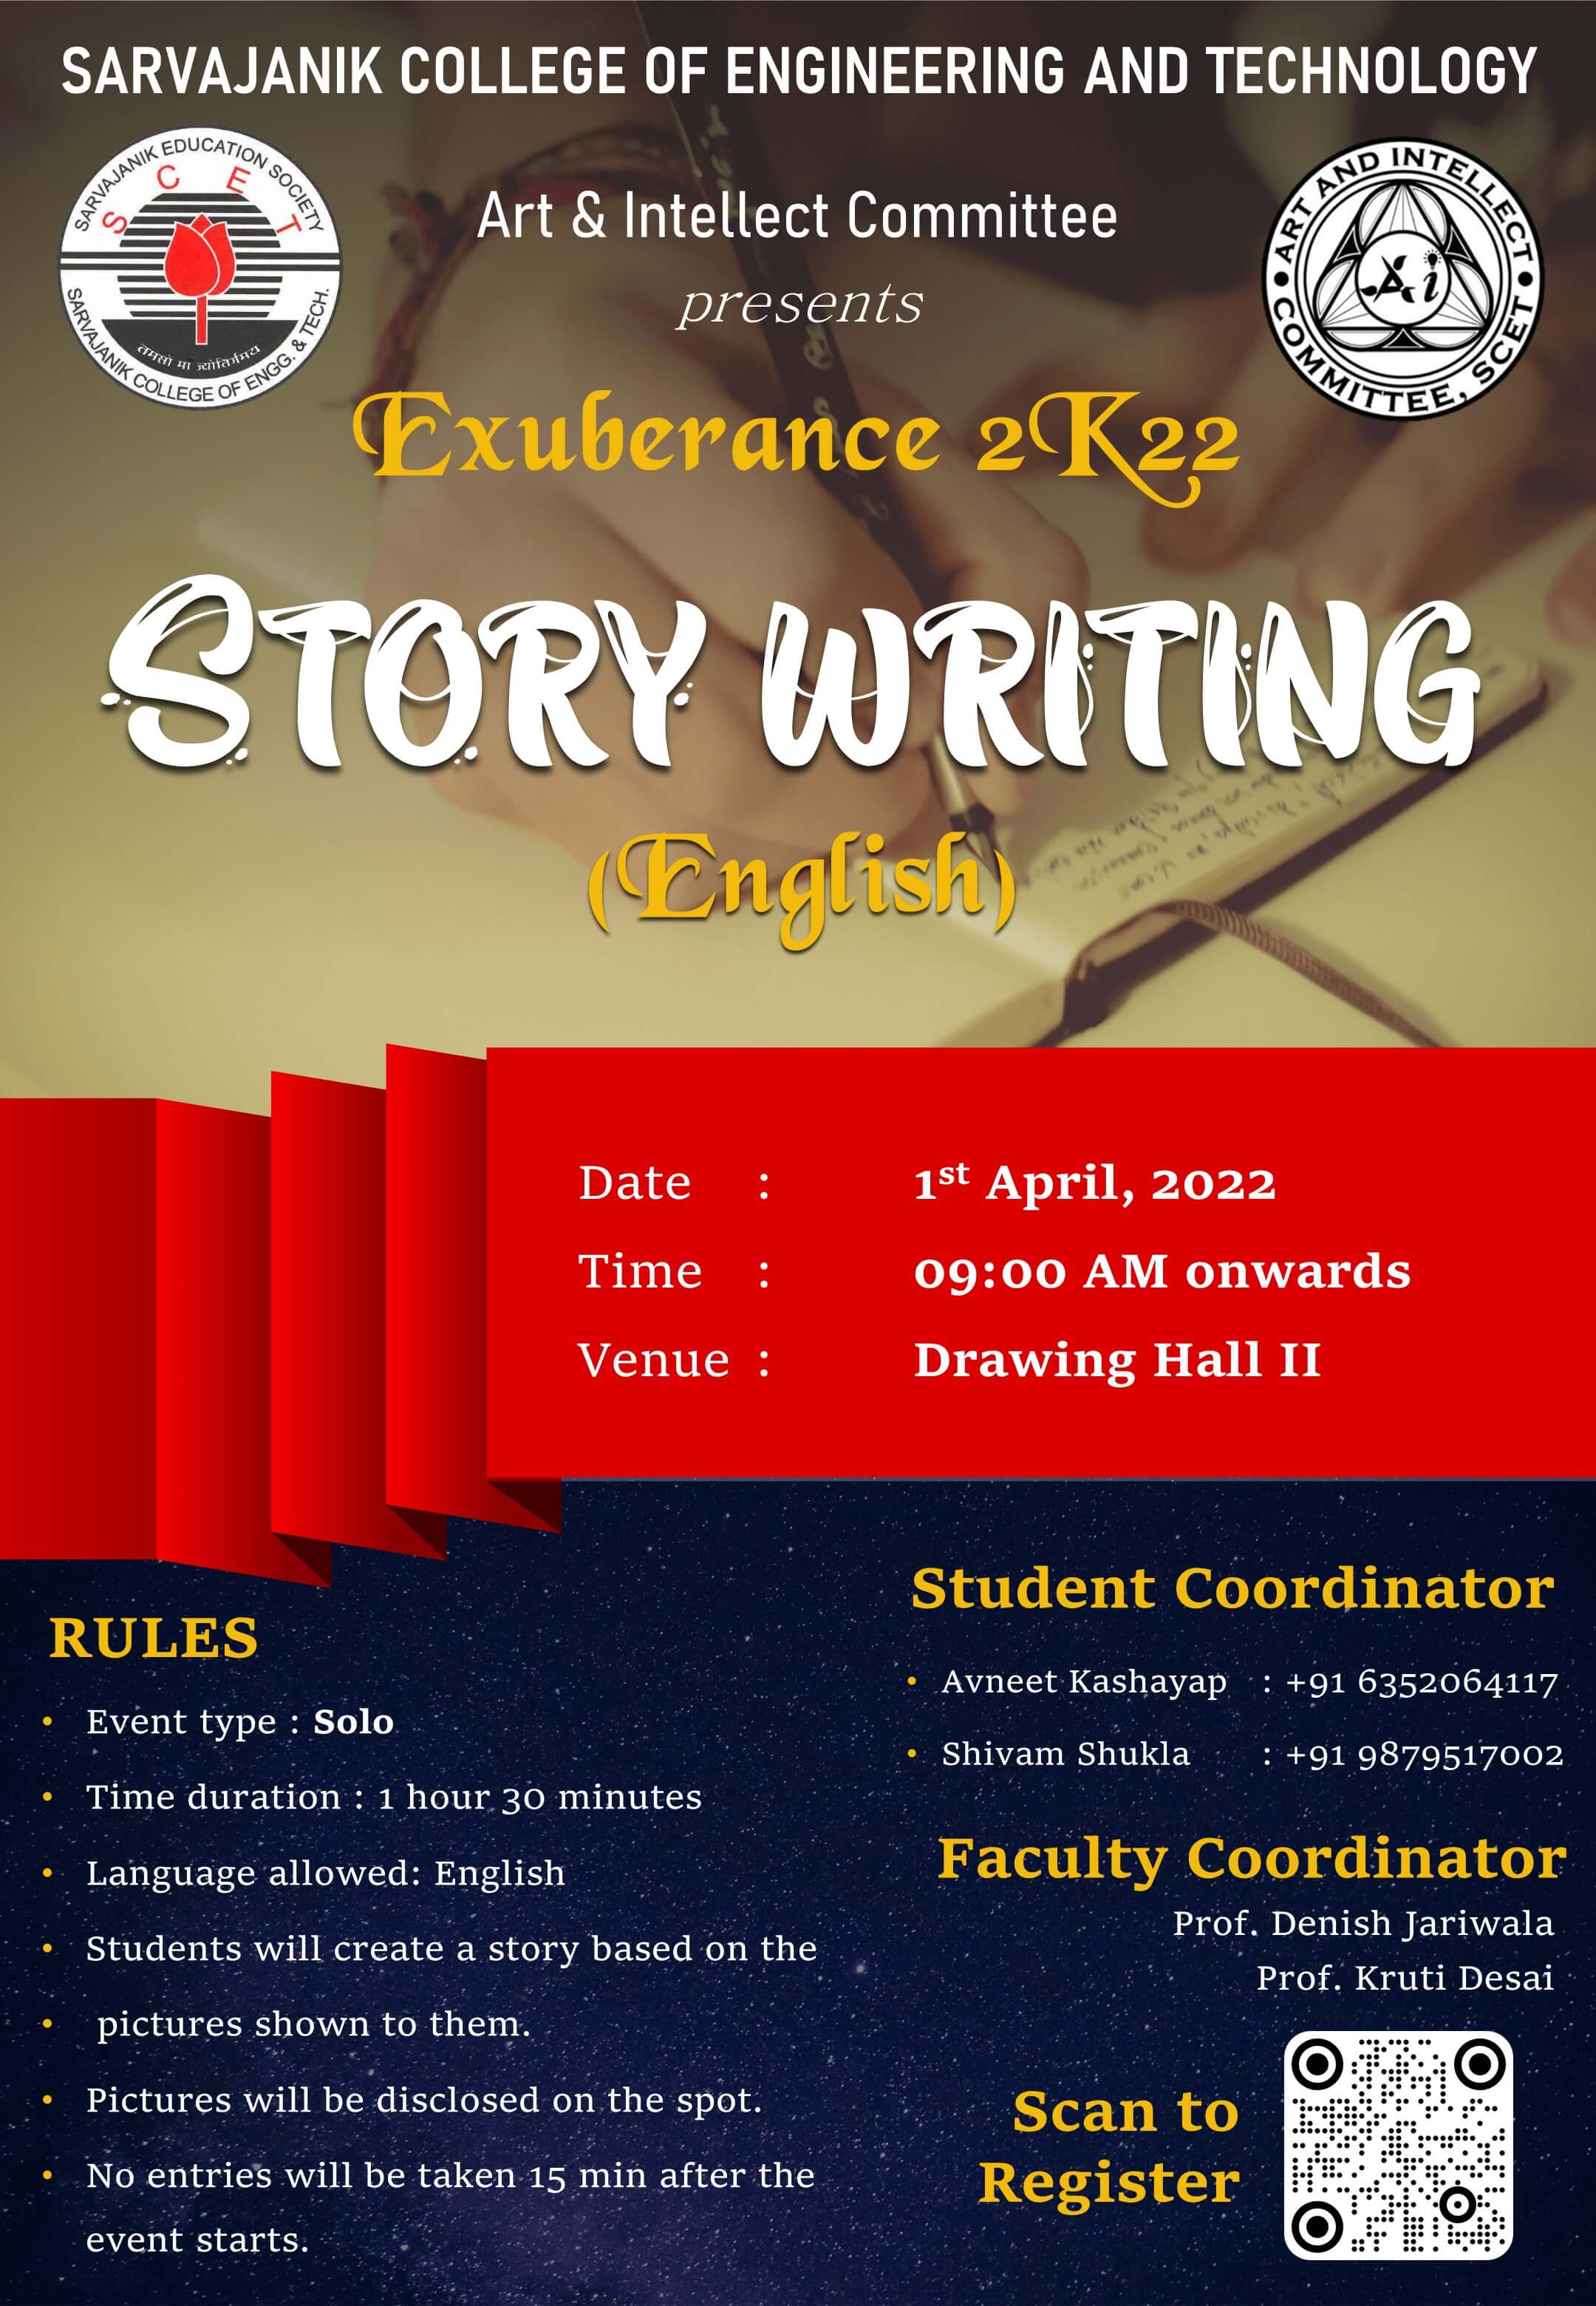 SARVAJANIK COLLEGE OF ENGINEERING AND TECHNOLOGY
SARVAJANIK EDUCATION SOCIETY
S C E T
तमसो मा ज्योतिर्गमय
SARVAJANIK COLLEGE OF ENGG. & TECH.
Art & Intellect Committee
presents
ART AND INTELLECT
Ai
COMMITTEE, SCET
Exuberance 2K22
STORY WRITING
(English)
Date : 1st April, 2022
Time : 09:00 AM onwards
Venue : Drawing Hall II
RULES
• Event type : Solo
• Time duration : 1 hour 30 minutes
• Language allowed: English
• Students will create a story based on the
• pictures shown to them.
• Pictures will be disclosed on the spot.
• No entries will be taken 15 min after the
event starts.
Student Coordinator
• Avneet Kashayap : +91 6352064117
• Shivam Shukla : +91 9879517002
Faculty Coordinator
Prof. Denish Jariwala
Prof. Kruti Desai
Scan to
Register